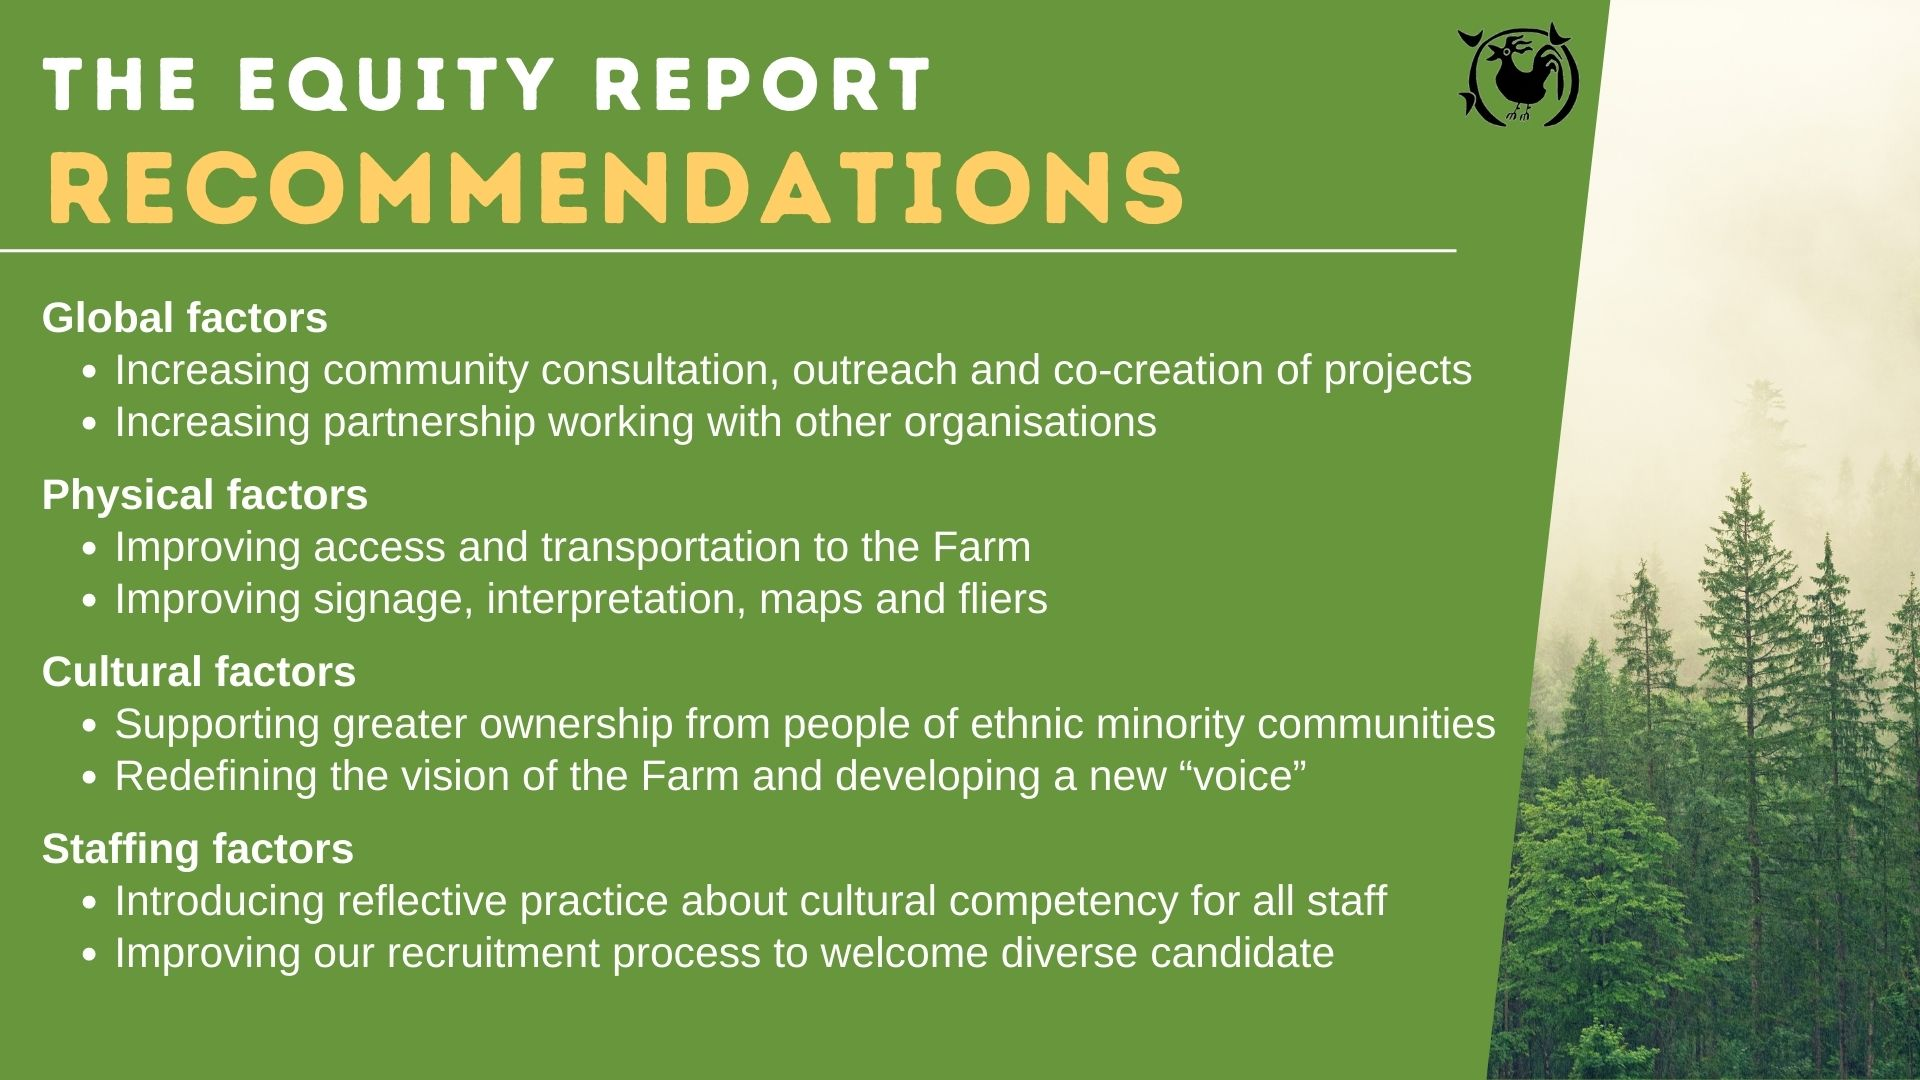 THE EQUITY REPORT
RECOMMENDATIONS
Global factors
• Increasing community consultation, outreach and co-creation of projects
• Increasing partnership working with other organisations
Physical factors
• Improving access and transportation to the Farm
• Improving signage, interpretation, maps and fliers
Cultural factors
• Supporting greater ownership from people of ethnic minority communities
• Redefining the vision of the Farm and developing a new “voice”
Staffing factors
• Introducing reflective practice about cultural competency for all staff
• Improving our recruitment process to welcome diverse candidate